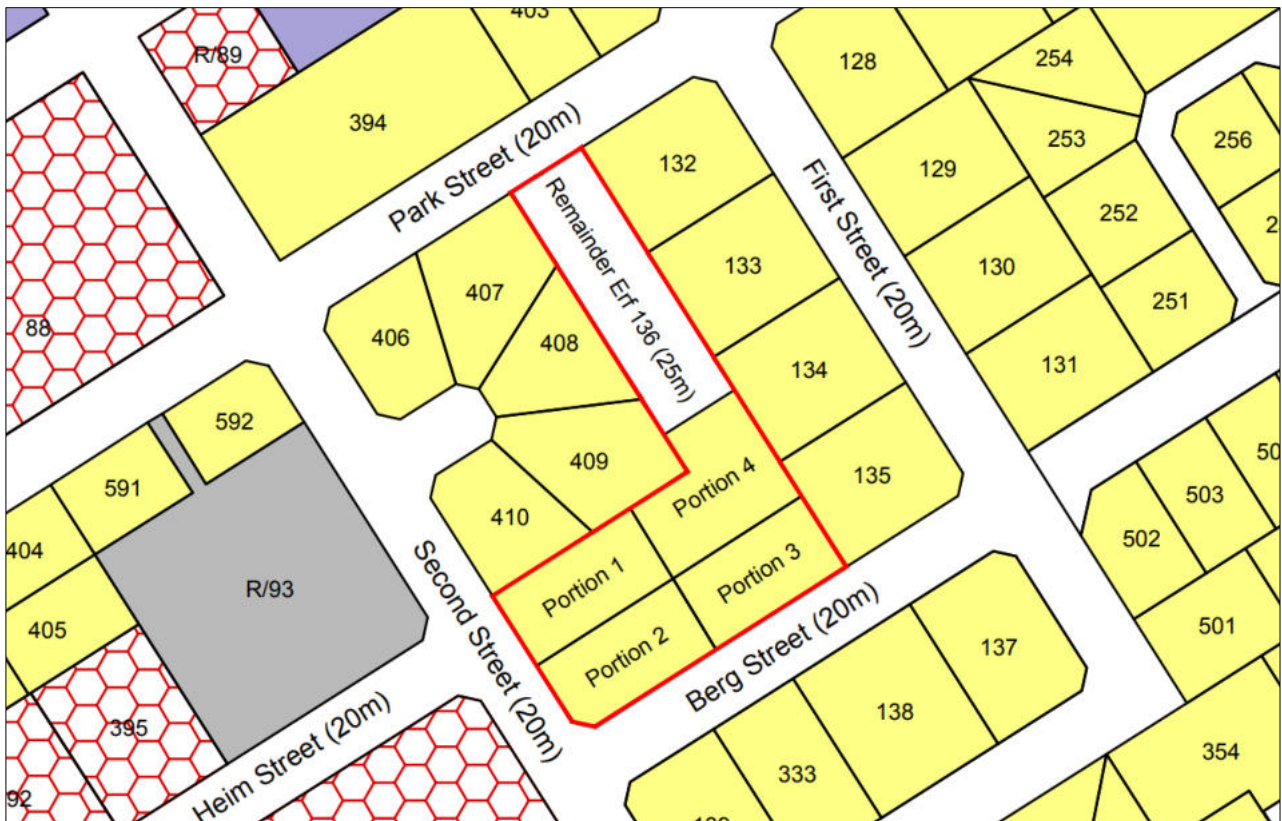 403
R/89
128
254
394
Park Street (20m)
253
256
132
129
Remainder Erf 136 (25m)
First Street (20m)
252
133
130
407
251
88
406
408
134
131
592
409
591
Portion 4
135
503
410
502
404
Portion 1
Portion 3
R/93
Second Street (20m)
405
501
Portion 2
137
Berg Street (20m)
138
395
Heim Street (20m)
354
333